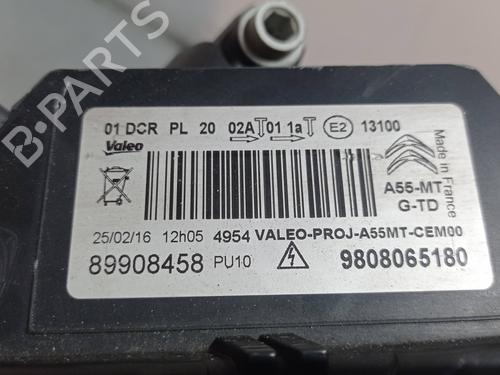 01 DCR PL 20 02A 01 1a E2 13100
Valeo
A55-MT
G-TD
Made in France
25/02/16 12h05 4954 VALEO-PROJ-A55MT-CEM00
89908458 PU10 9808065180
B-PARTS